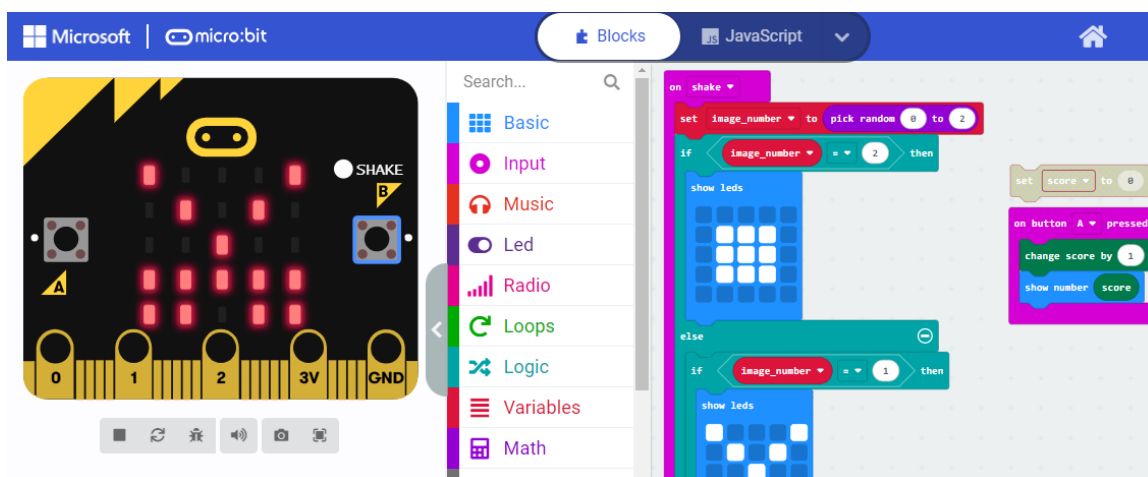 Microsoft | micro:bit
Blocks
JavaScript
SHAKE
B
A
0 1 2 3V GND
Search...
Basic
Input
Music
Led
Radio
Loops
Logic
Variables
Math
on shake
set image_number to pick random 0 to 2
if image_number = 2 then
show leds
else
if image_number = 1 then
show leds
set score to 0
on button A pressed
change score by 1
show number score